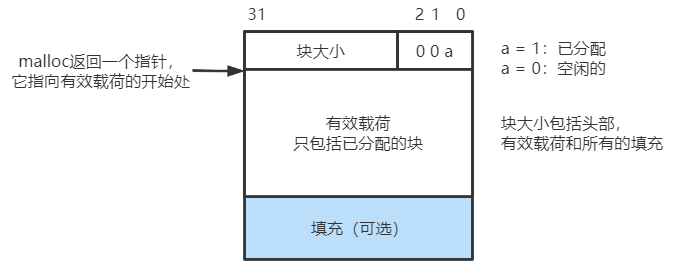 31 2 1 0
块大小 0 0 a
malloc返回一个指针，
它指向有效载荷的开始处
a = 1：已分配
a = 0：空闲的
有效载荷
只包括已分配的块
块大小包括头部，
有效载荷和所有的填充
填充（可选）